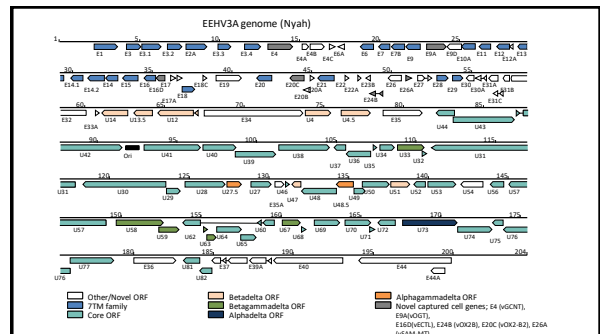 EEHV3A genome (Nyah)
1 5 10 15 20 25
E1 E3 E3.1 E3.2 E2 E3.3 E4 E4A E4B E4C E6A E6 E7 E7B E9 E9A E9D E10A E11 E12A E13
30 35 40 45 50 55
E14.1 E14.2 E14 E15 E16 E16D E17 E17A E18 E18C E19 E20 E20C E20B E20A E21 E22 E22A E23B E24B E26 E26A E27 E28 E29 E30 E30A E31A E31C E31B
60 65 70 75 80 85
E32 E33A U14 U13.5 U12 E34 U4 U4.5 E35 U44 U43
90 95 100 105 110 115
U42 Ori U41 U40 U39 U38 U37 U36 U35 U34 U33 U32 U31
120 125 130 135 140 145
U31 U30 U29 U28 U27.5 U27 E35A U46 U47 U48 U48.5 U49 U50 U51 U52 U53 U54 U56 U57
150 155 160 165 170 175
U57 U58 U59 U62 U63 U64 U65 U60 U67 U68 U69 U70 U71 U72 U73 U74 U75 U76
180 185 190 195 200 204
U76 U77 E36 U81 U82 E37 E39A E40 E44 E44A
Other/Novel ORF Betadelta ORF Alphagammadelta ORF
7TM family Betagammadelta ORF Novel captured cell genes; E4 (vGCNT),
Core ORF Alphadelta ORF E9A(vOGT),
E16D(vECTL), E24B (vOX2B), E20C (vOX2-B2), E26A
(vFAM-MT)